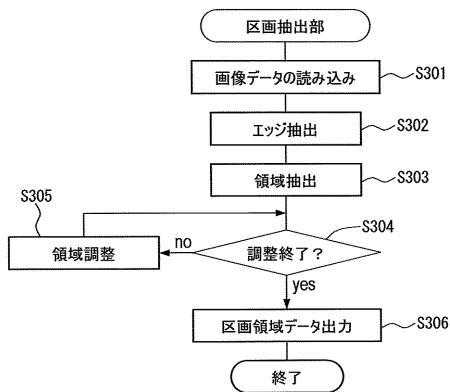 区画抽出部
画像データの読み込み
S301
エッジ抽出
S302
領域抽出
S303
S305
S304
領域調整
no
調整終了？
yes
区画領域データ出力
S306
終了